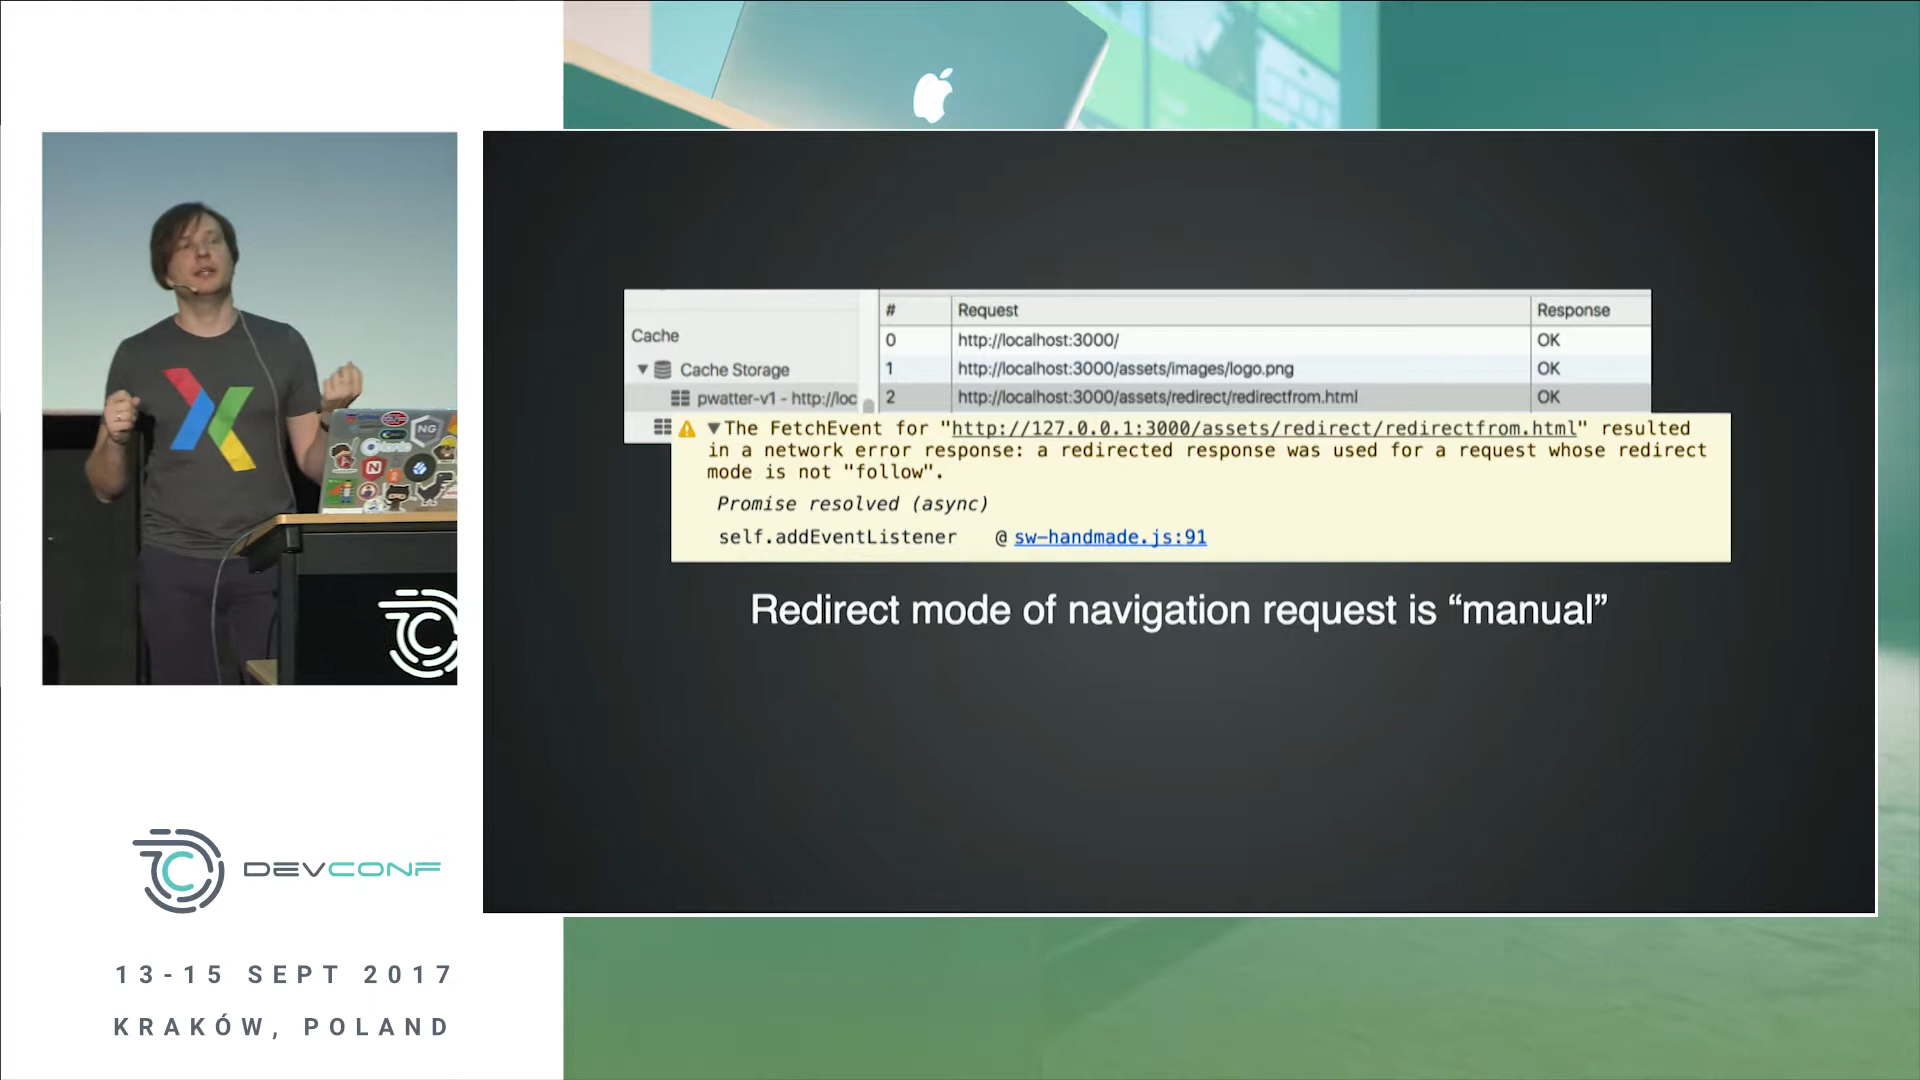 NG
N
Cache
Cache Storage
pwatter-v1 - http://loc
# Request Response
0 http://localhost:3000/ OK
1 http://localhost:3000/assets/images/logo.png OK
2 http://localhost:3000/assets/redirect/redirectfrom.html OK
The FetchEvent for "http://127.0.0.1:3000/assets/redirect/redirectfrom.html" resulted
in a network error response: a redirected response was used for a request whose redirect
mode is not "follow".
Promise resolved (async)
self.addEventListener @ sw-handmade.js:91
Redirect mode of navigation request is “manual”
DEVCONF
13-15 SEPT 2017
KRAKÓW, POLAND